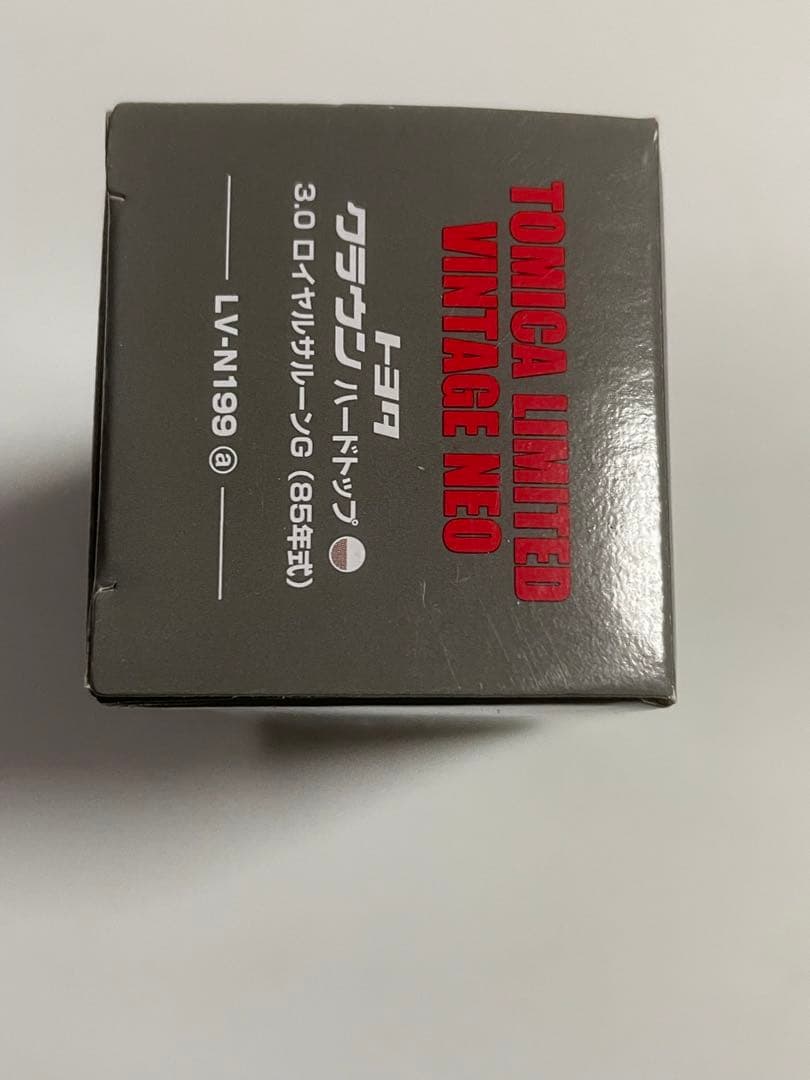 TOMICA LIMITED
VINTAGE NEO
トヨタ
クラウン ハードトップ
3.0 ロイヤルサルーンG (85年式)
LV-N199 ⓐ